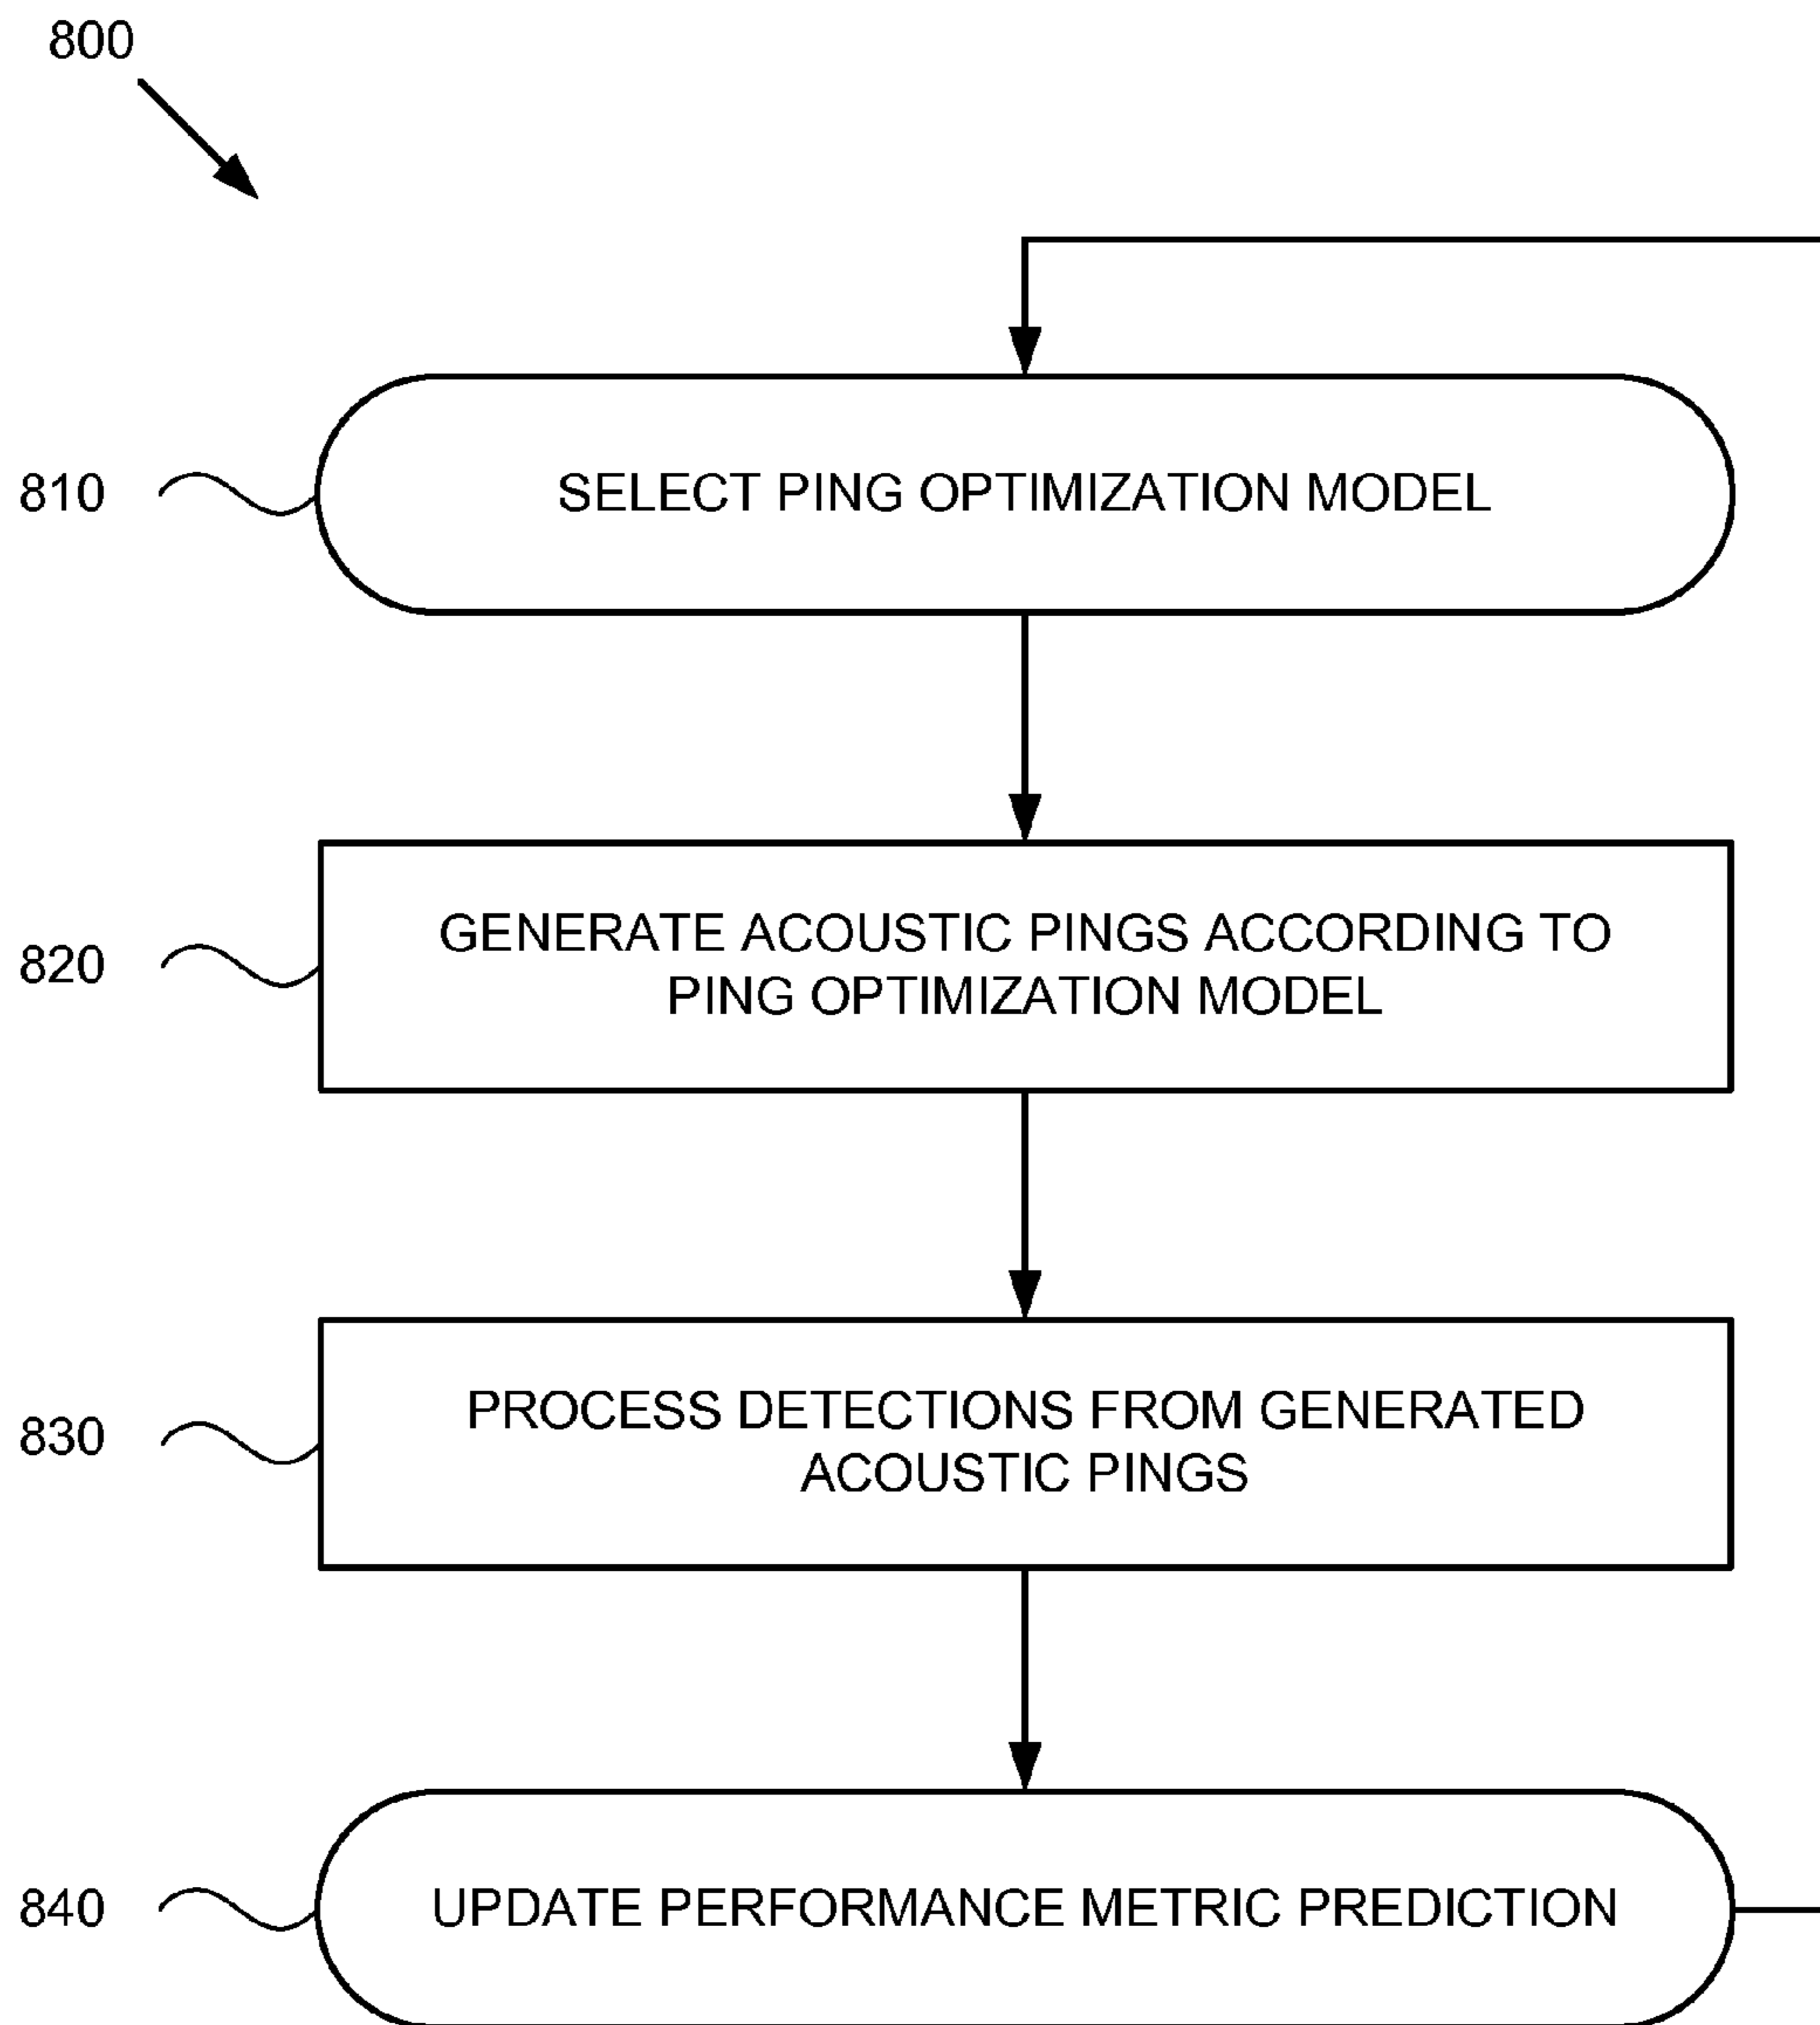 800
810
SELECT PING OPTIMIZATION MODEL
820
GENERATE ACOUSTIC PINGS ACCORDING TO
PING OPTIMIZATION MODEL
830
PROCESS DETECTIONS FROM GENERATED
ACOUSTIC PINGS
840
UPDATE PERFORMANCE METRIC PREDICTION